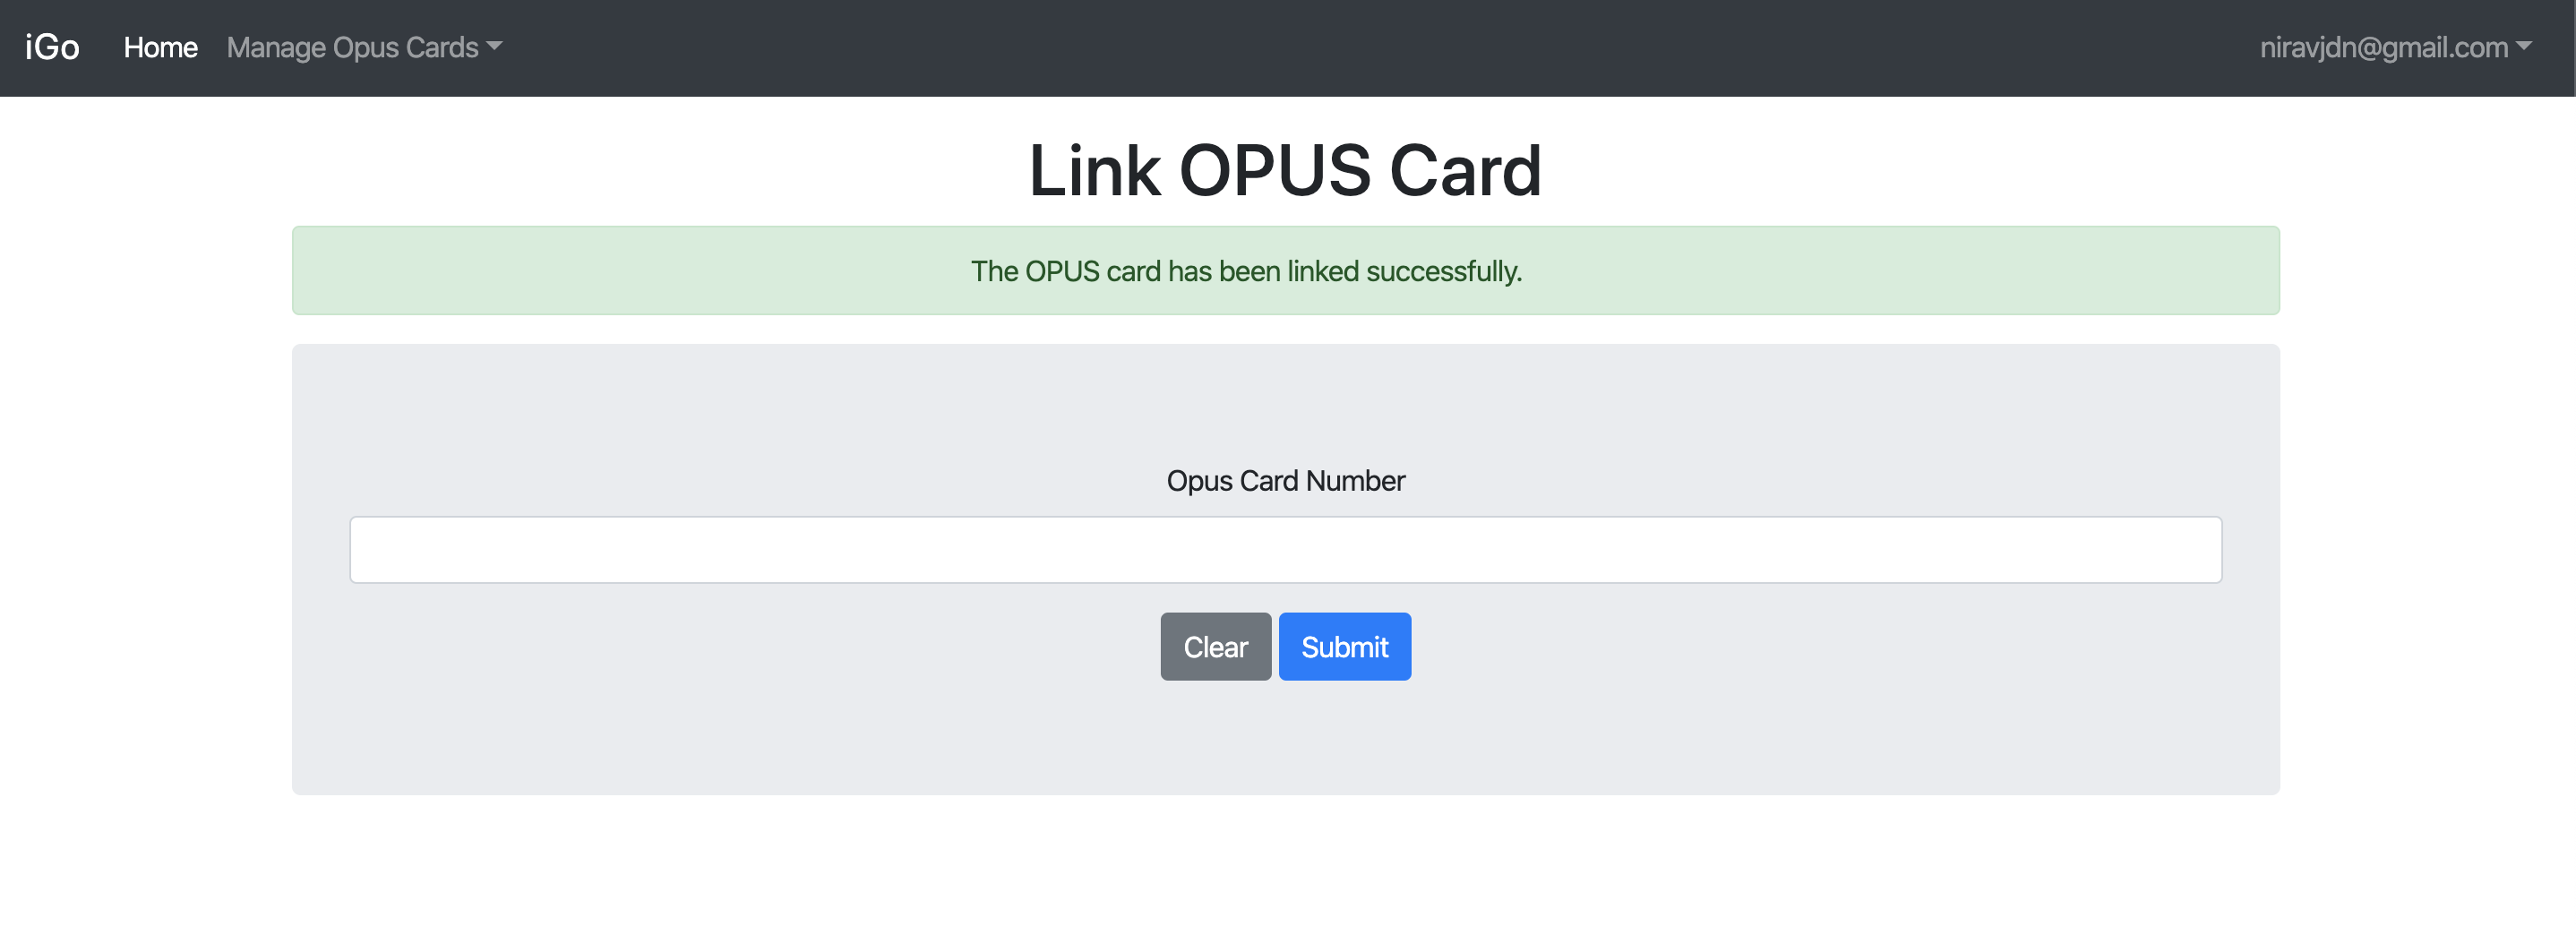 iGo Home Manage Opus Cards niravjdn@gmail.com
Link OPUS Card
The OPUS card has been linked successfully.
Opus Card Number
Clear Submit